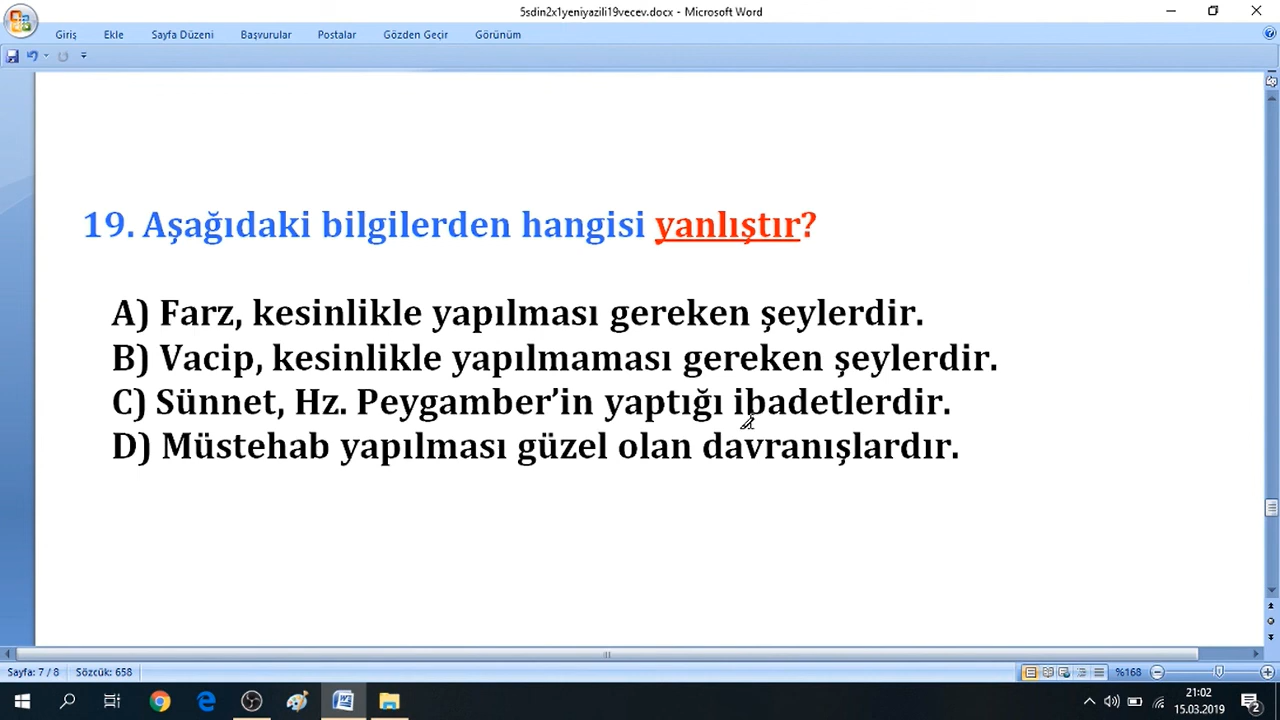 5sdin2x1yeniyazili19vecev.docx - Microsoft Word
Giriş Ekle Sayfa Düzeni Başvurular Postalar Gözden Geçir Görünüm
19. Aşağıdaki bilgilerden hangisi yanlıştır?
A) Farz, kesinlikle yapılması gereken şeylerdir.
B) Vacip, kesinlikle yapılmaması gereken şeylerdir.
C) Sünnet, Hz. Peygamber’in yaptığı ibadetlerdir.
D) Müstehab yapılması güzel olan davranışlardır.
Sayfa: 7 / 8 Sözcük: 658 %168
21:02
15.03.2019
2